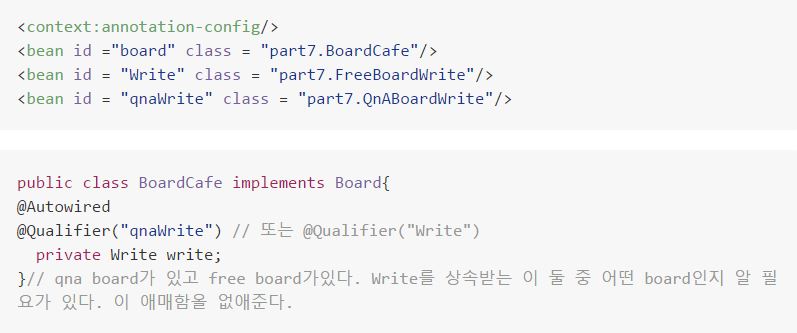 <context:annotation-config/>
<bean id ="board" class = "part7.BoardCafe"/>
<bean id = "Write" class = "part7.FreeBoardWrite"/>
<bean id = "qnaWrite" class = "part7.QnABoardWrite"/>
public class BoardCafe implements Board{
@Autowired
@Qualifier("qnaWrite") // 또는 @Qualifier("Write")
  private Write write;
}// qna board가 있고 free board가있다. Write를 상속받는 이 둘 중 어떤 board인지 알 필
요가 있다. 이 애매함올 없애준다.